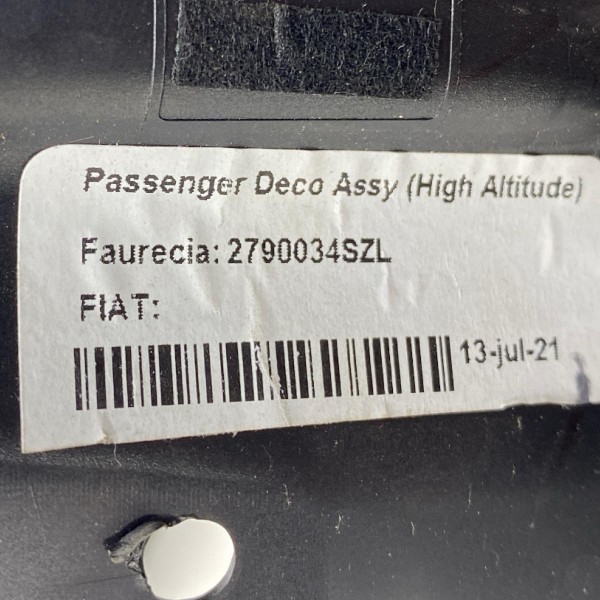 Passenger Deco Assy (High Altitude)
Faurecia: 2790034SZL
FIAT:
13-jul-21